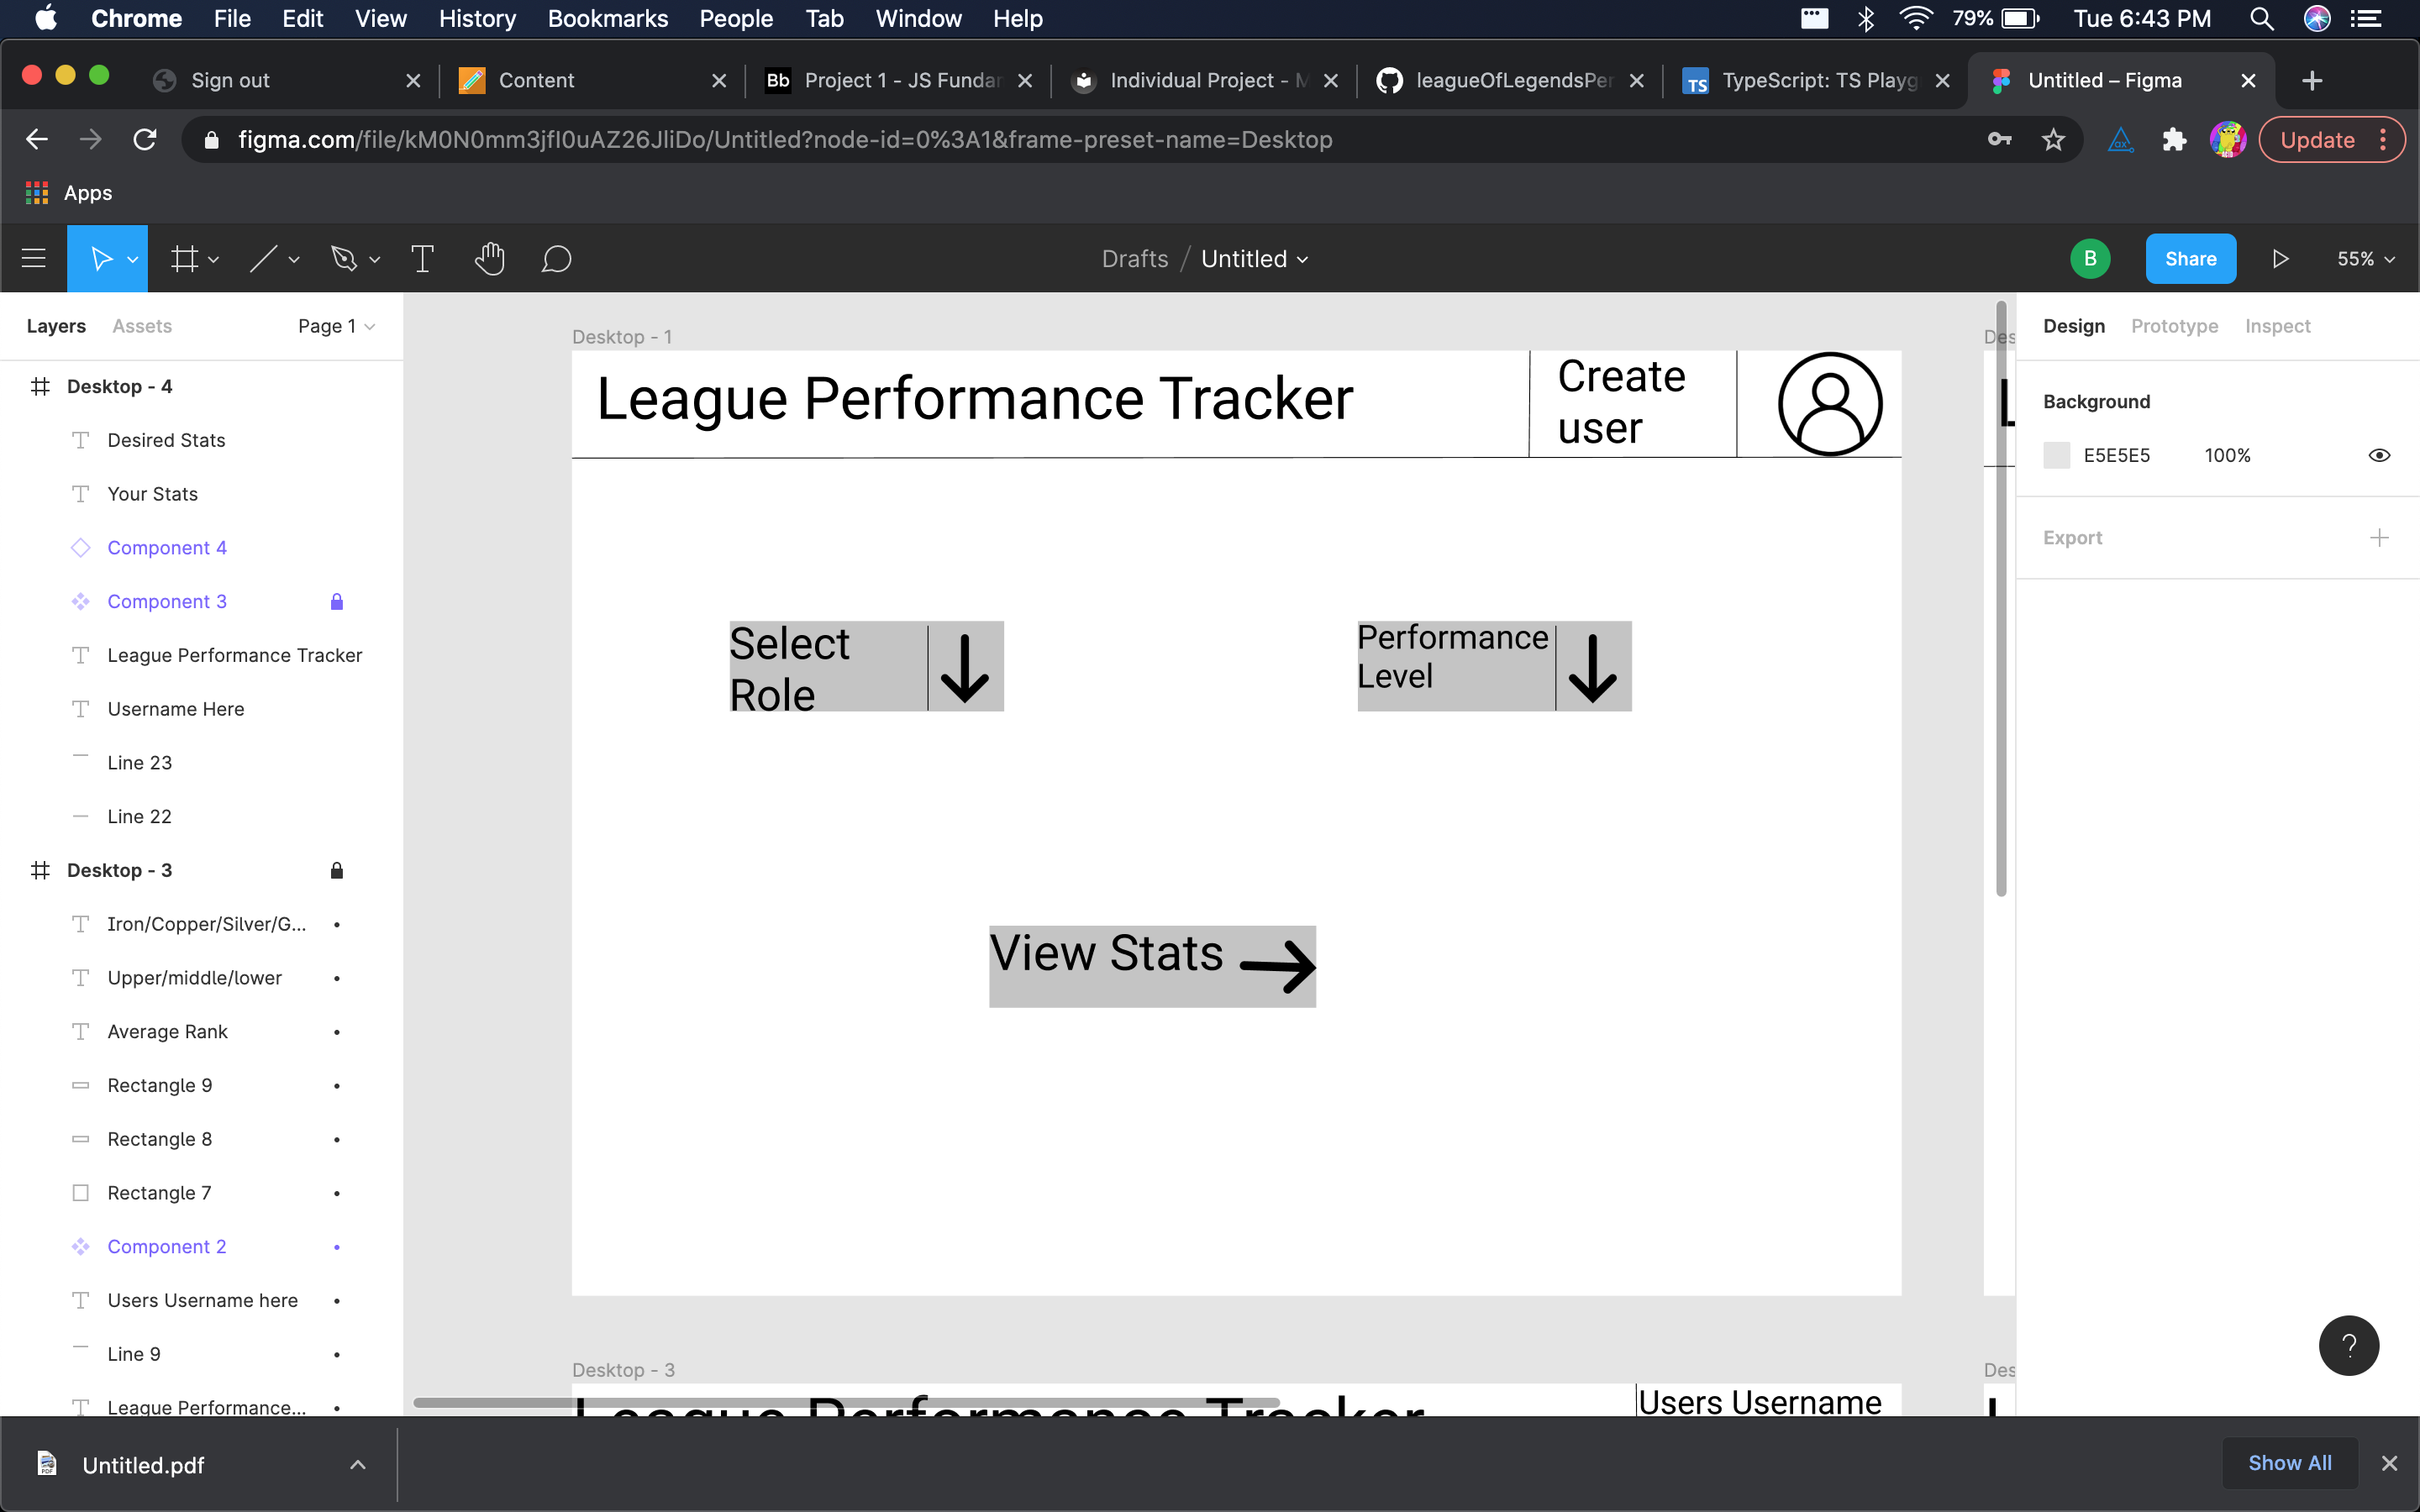 Chrome File Edit View History Bookmarks People Tab Window Help 79% Tue 6:43 PM
Sign out Content Bb Project 1 - JS Fundar Individual Project - M leagueOfLegendsPer TS TypeScript: TS Playg Untitled – Figma
figma.com/file/kM0N0mm3jfI0uAZ26JliDo/Untitled?node-id=0%3A1&frame-preset-name=Desktop Update
Apps
Drafts / Untitled B Share 55%
Layers Assets Page 1
Desktop - 4
Desired Stats
Your Stats
Component 4
Component 3
League Performance Tracker
Username Here
Line 23
Line 22
Desktop - 3
Iron/Copper/Silver/G...
Upper/middle/lower
Average Rank
Rectangle 9
Rectangle 8
Rectangle 7
Component 2
Users Username here
Line 9
League Performance...
Desktop - 1
League Performance Tracker
Create
user
Select
Role
Performance
Level
View Stats
Desktop - 3
League Performance Tracker
Users Username
Des
L
Des
L
Design Prototype Inspect
Background
E5E5E5 100%
Export
?
Untitled.pdf
Show All